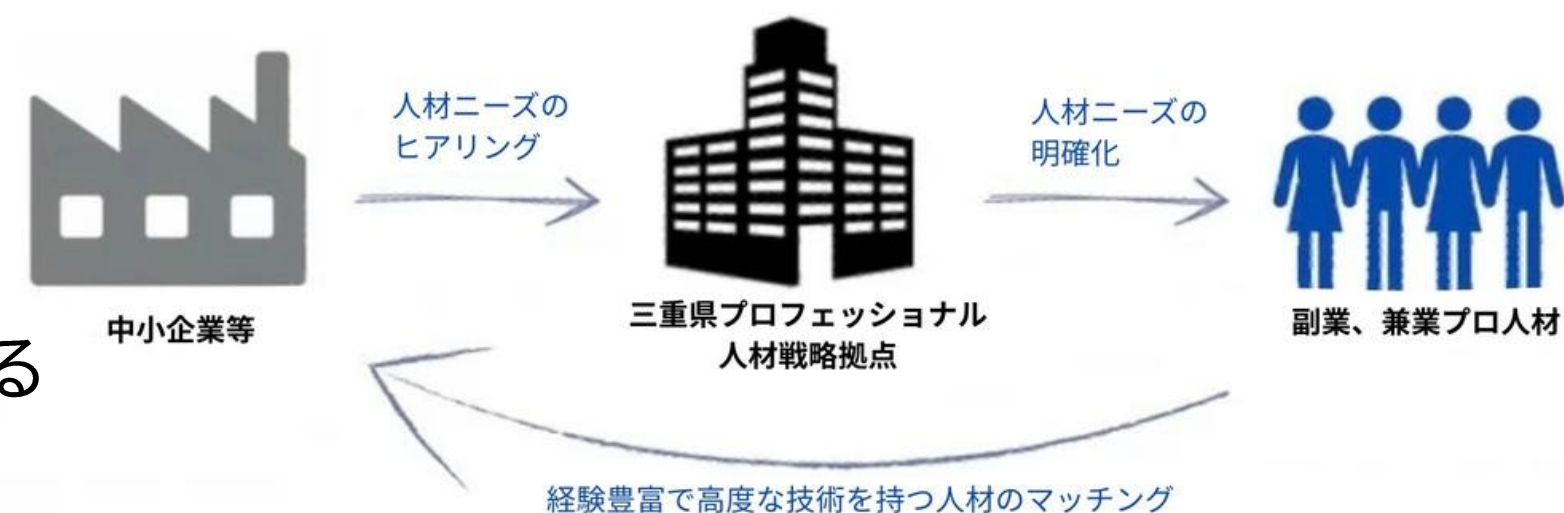 人材ニーズの
ヒアリング
人材ニーズの
明確化
中小企業等
三重県プロフェッショナル
人材戦略拠点
副業、兼業プロ人材
る
経験豊富で高度な技術を持つ人材のマッチング